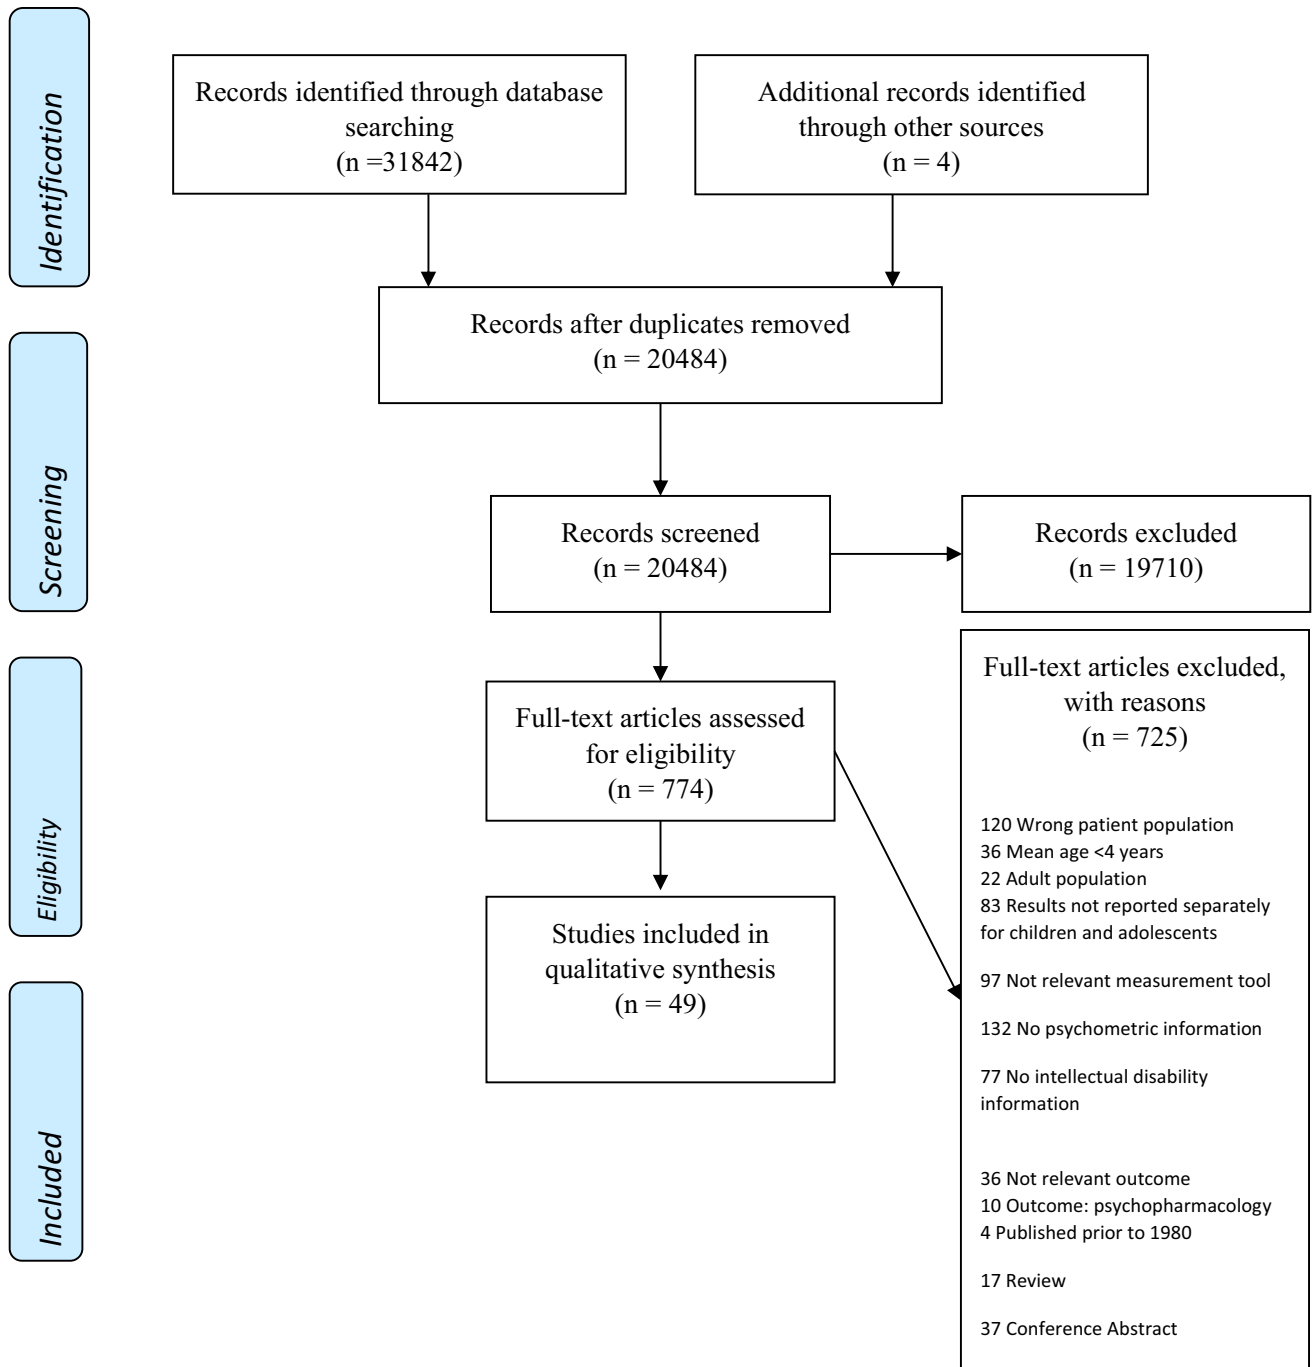 Identification
Records identified through database
searching
(n =31842)
Additional records identified
through other sources
(n = 4)
Records after duplicates removed
(n = 20484)
Screening
Records screened
(n = 20484)
Records excluded
(n = 19710)
Eligibility
Full-text articles assessed
for eligibility
(n = 774)
Full-text articles excluded,
with reasons
(n = 725)
120 Wrong patient population
36 Mean age <4 years
22 Adult population
83 Results not reported separately
for children and adolescents
97 Not relevant measurement tool
132 No psychometric information
77 No intellectual disability
information
36 Not relevant outcome
10 Outcome: psychopharmacology
4 Published prior to 1980
17 Review
37 Conference Abstract
Included
Studies included in
qualitative synthesis
(n = 49)